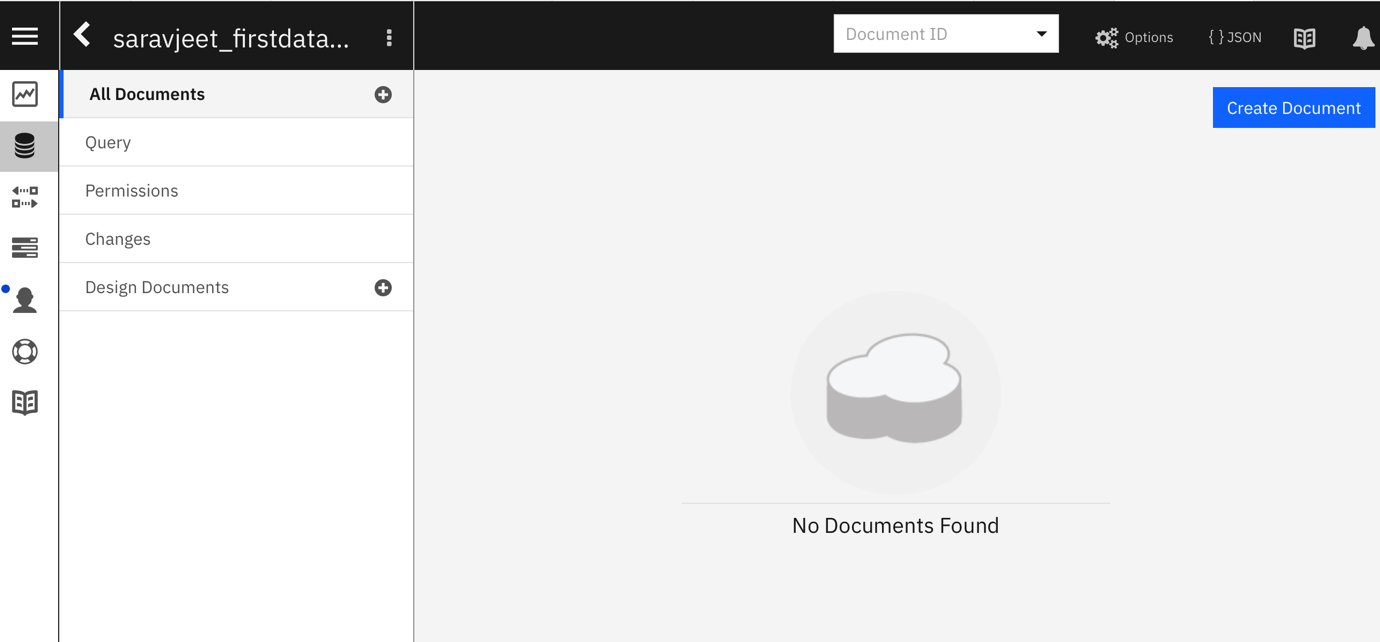 saravjeet_firstdata...
Document ID
Options
{ } JSON
All Documents
Query
Permissions
Changes
Design Documents
Create Document
No Documents Found